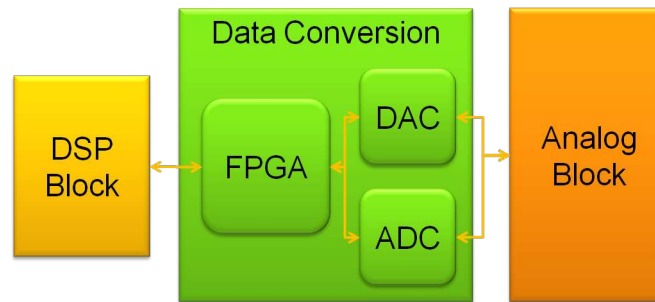 Data Conversion
DSP
Block
FPGA
DAC
ADC
Analog
Block